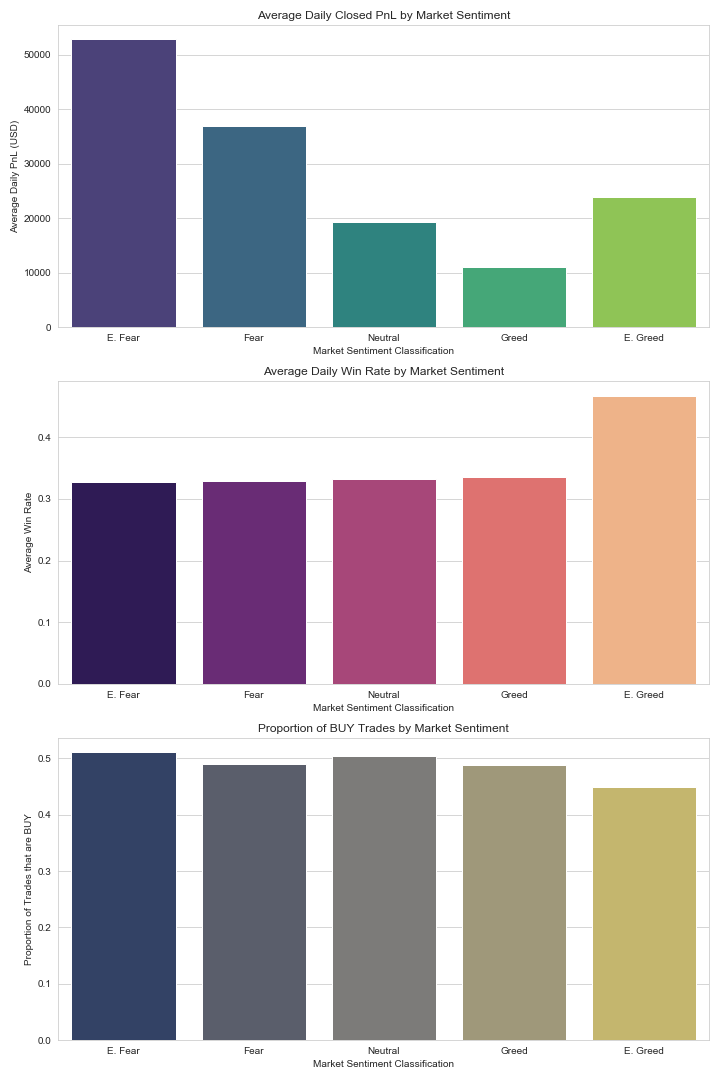 Average Daily Closed PnL by Market Sentiment
Average Daily PnL (USD)
50000
40000
30000
20000
10000
0
E. Fear Fear Neutral Greed E. Greed
Market Sentiment Classification
Average Daily Win Rate by Market Sentiment
Average Win Rate
0.4
0.3
0.2
0.1
0.0
E. Fear Fear Neutral Greed E. Greed
Market Sentiment Classification
Proportion of BUY Trades by Market Sentiment
Proportion of Trades that are BUY
0.5
0.4
0.3
0.2
0.1
0.0
E. Fear Fear Neutral Greed E. Greed
Market Sentiment Classification